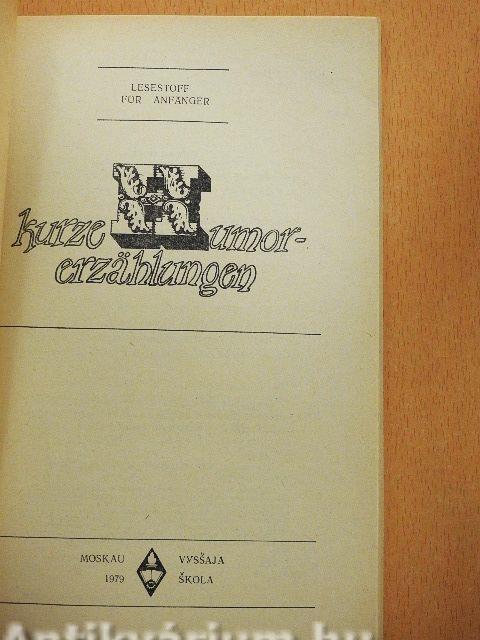 LESESTOFF
FÜR ANFÄNGER
kurze Humor-
erzählungen
MOSKAU VYSŠAJA
1979 ŠKOLA
Antikvárium.hu